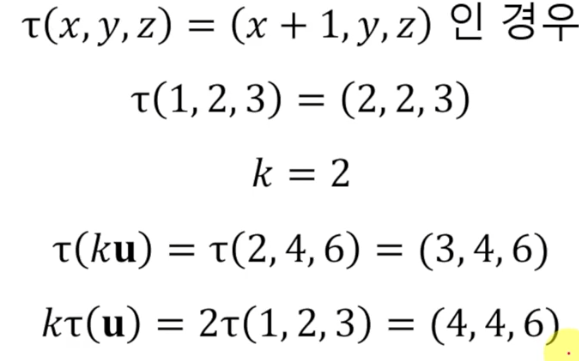 τ(x, y, z) = (x + 1, y, z) 인 경우
τ(1, 2, 3) = (2, 2, 3)
k = 2
τ(k𝐮) = τ(2, 4, 6) = (3, 4, 6)
kτ(𝐮) = 2τ(1, 2, 3) = (4, 4, 6)